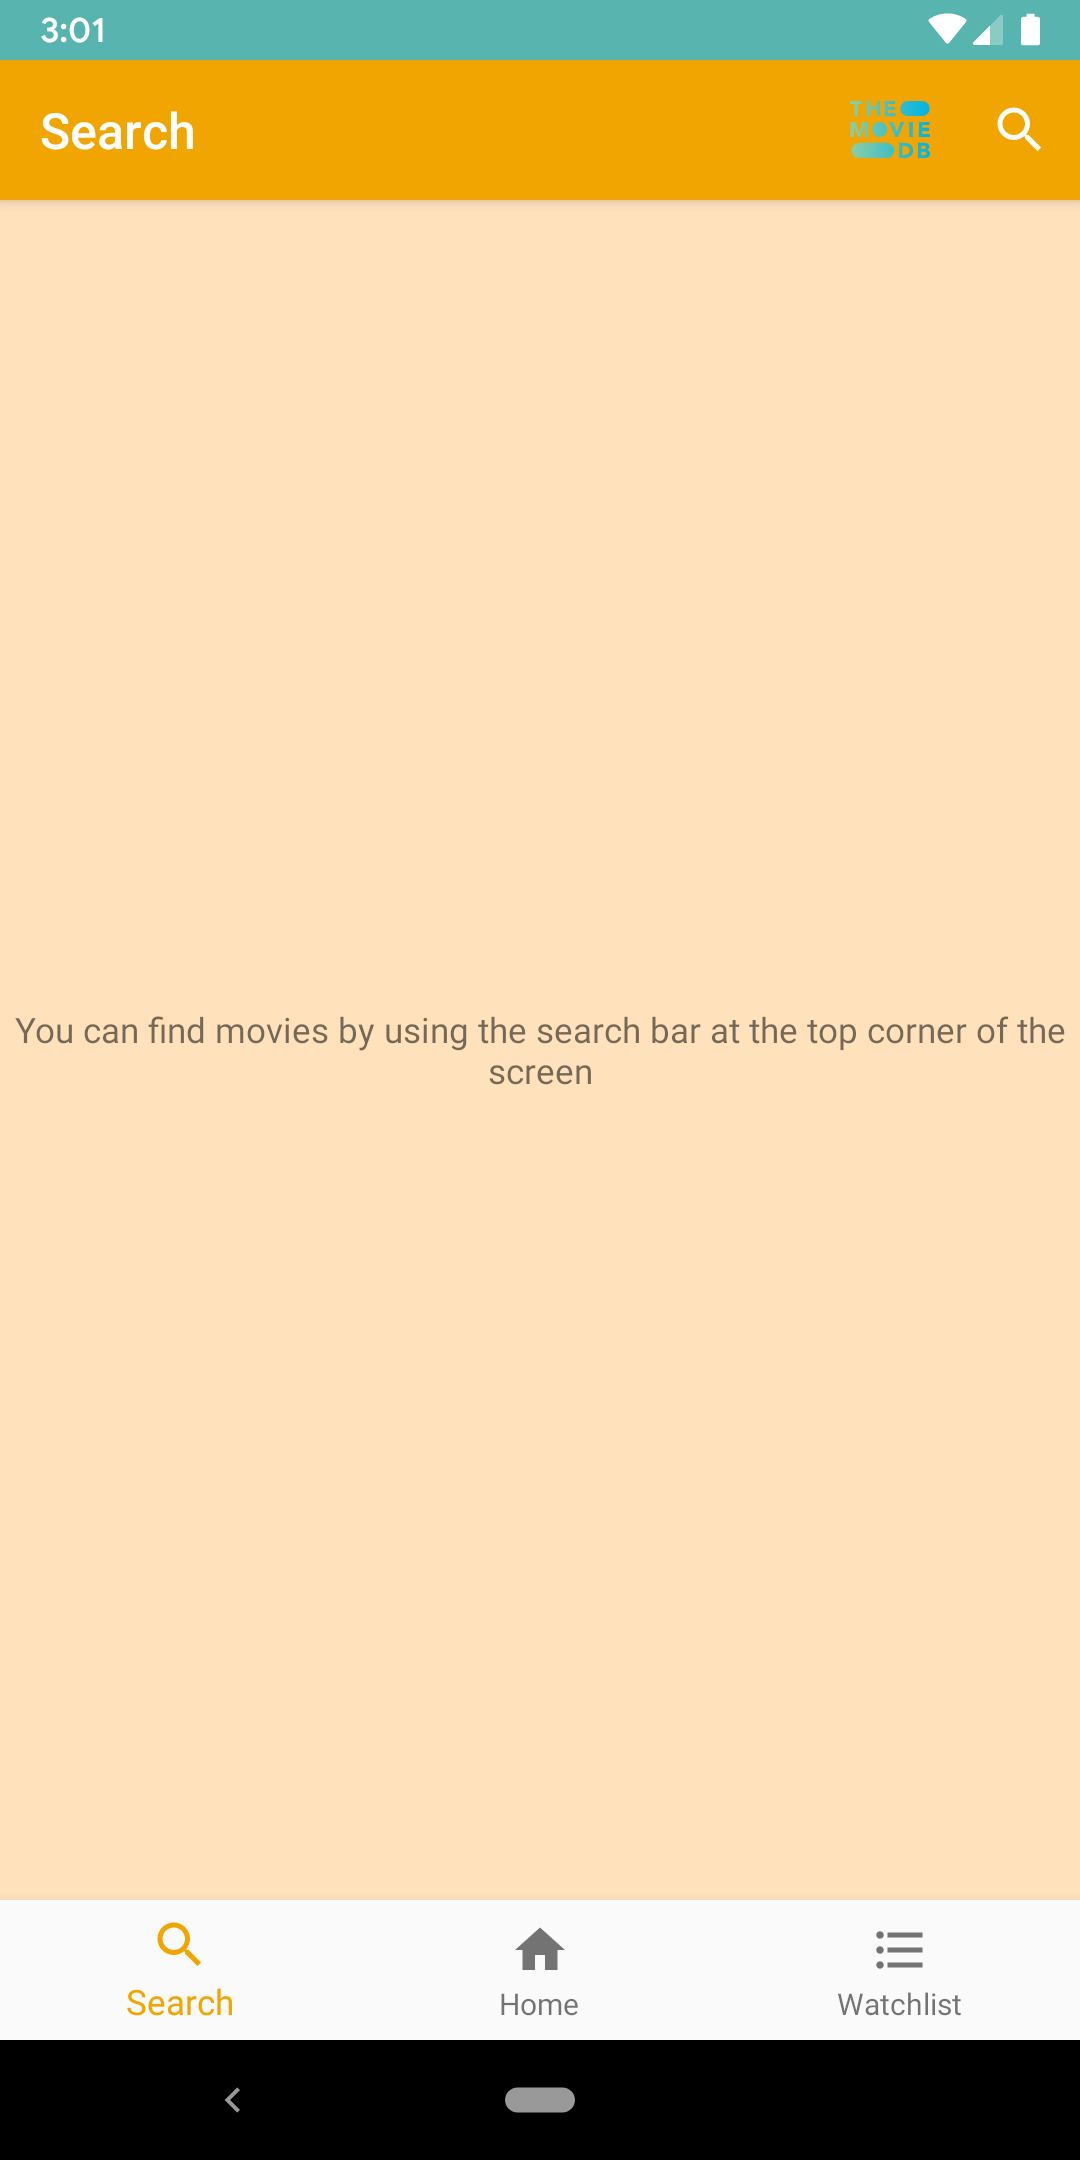 3:01
Search
THE
MOVIE
DB
You can find movies by using the search bar at the top corner of the
screen
Search
Home
Watchlist